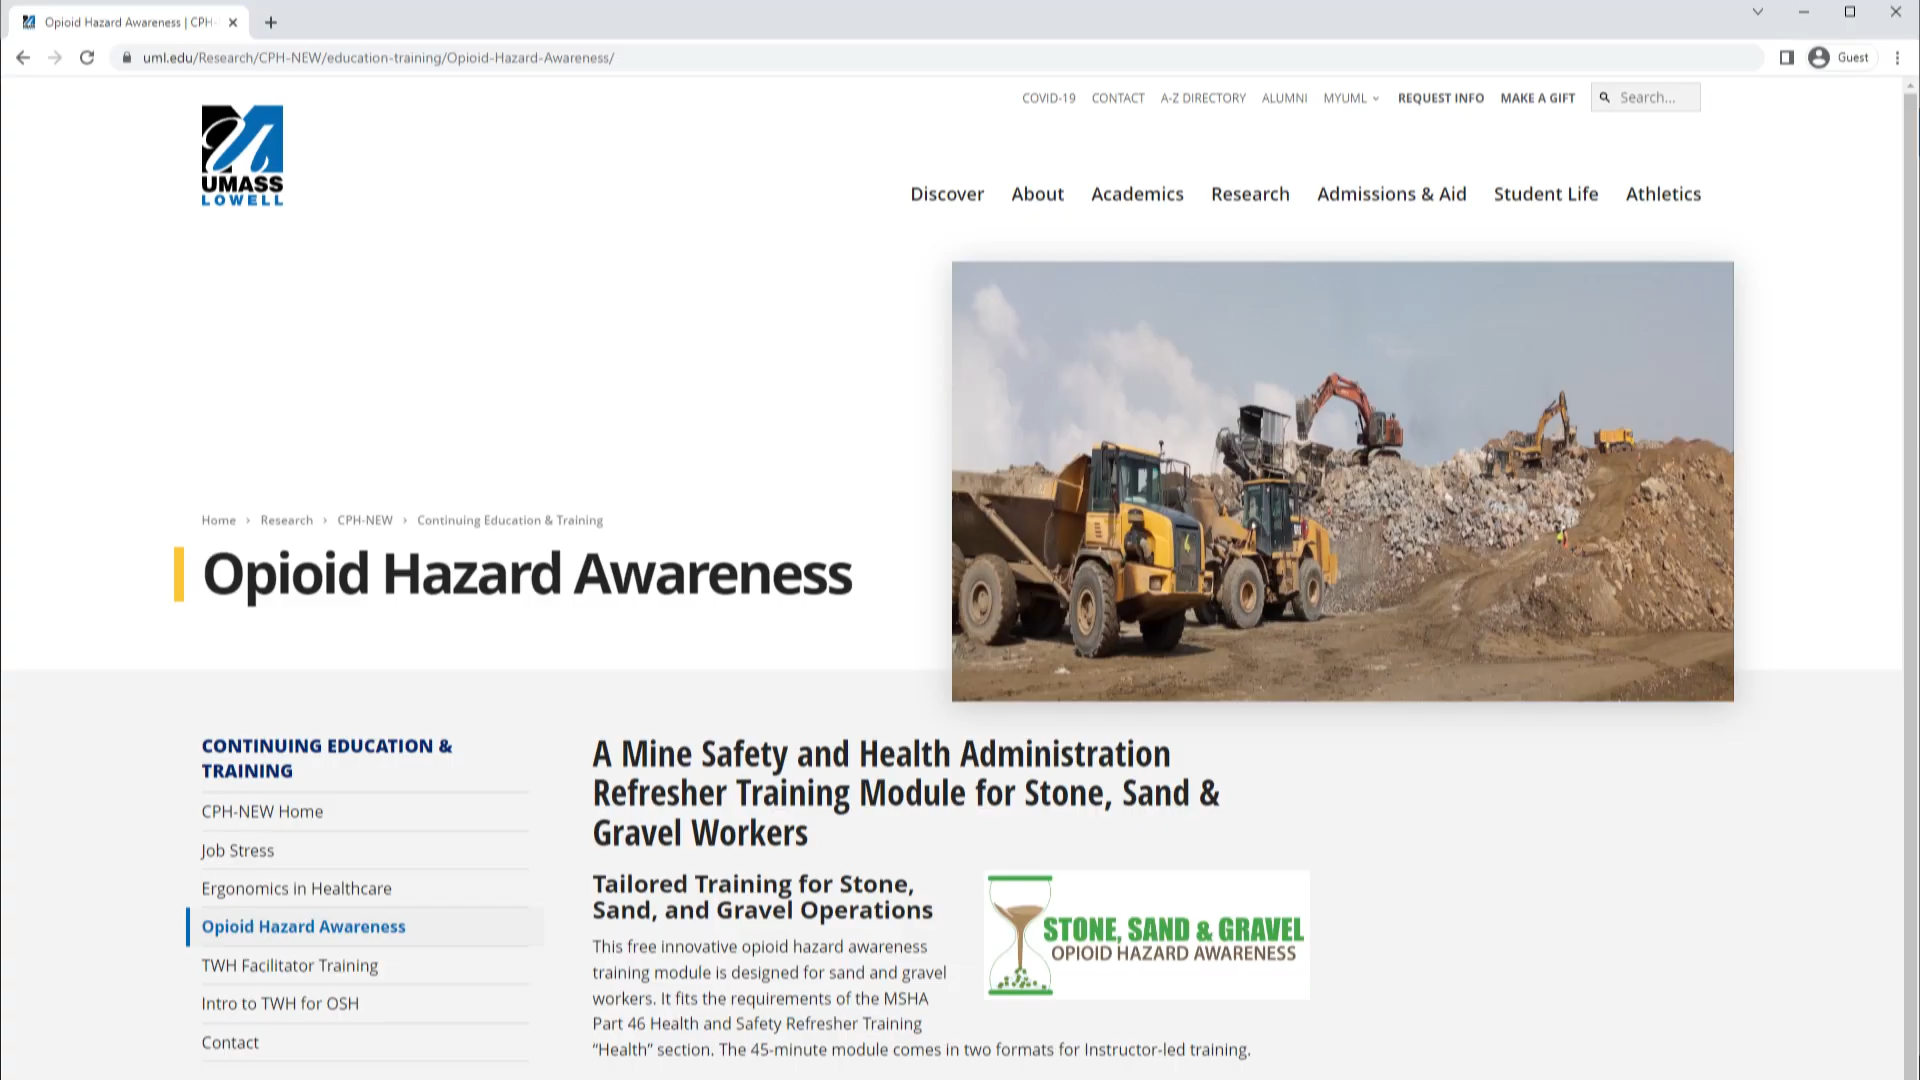 Opioid Hazard Awareness | CPH-
uml.edu/Research/CPH-NEW/education-training/Opioid-Hazard-Awareness/
Guest
COVID-19 CONTACT A-Z DIRECTORY ALUMNI MYUML REQUEST INFO MAKE A GIFT Search...
UMASS
LOWELL
Discover About Academics Research Admissions & Aid Student Life Athletics
Home > Research > CPH-NEW > Continuing Education & Training
Opioid Hazard Awareness
CONTINUING EDUCATION &
TRAINING
CPH-NEW Home
Job Stress
Ergonomics in Healthcare
Opioid Hazard Awareness
TWH Facilitator Training
Intro to TWH for OSH
Contact
A Mine Safety and Health Administration
Refresher Training Module for Stone, Sand &
Gravel Workers
Tailored Training for Stone,
Sand, and Gravel Operations
This free innovative opioid hazard awareness
training module is designed for sand and gravel
workers. It fits the requirements of the MSHA
Part 46 Health and Safety Refresher Training
“Health” section. The 45-minute module comes in two formats for Instructor-led training.
STONE, SAND & GRAVEL
OPIOID HAZARD AWARENESS